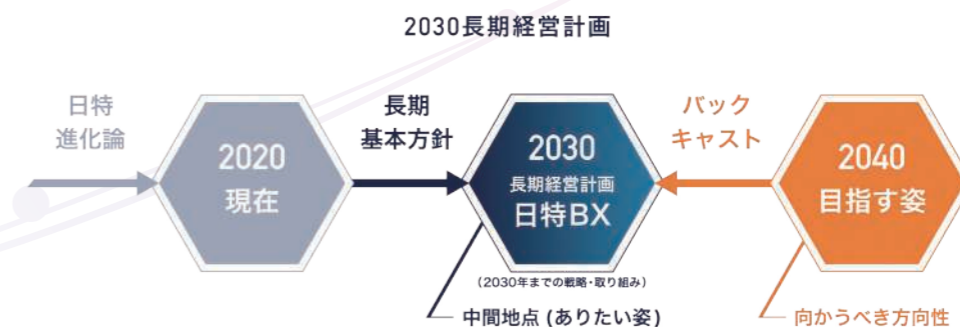 2030長期経営計画
日特
進化論
2020
現在
長期
基本方針
2030
長期経営計画
日特BX
(2030年までの戦略・取り組み)
中間地点 (ありたい姿)
バック
キャスト
2040
目指す姿
向かうべき方向性